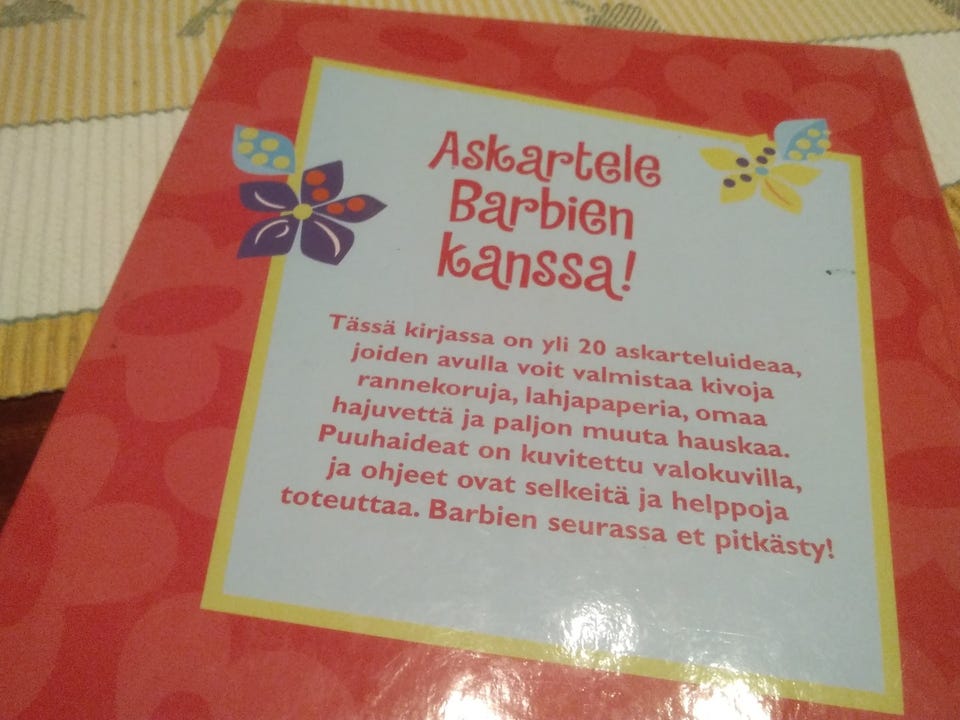 Askartele
Barbien
kanssa!
Tässä kirjassa on yli 20 askarteluideaa,
joiden avulla voit valmistaa kivoja
rannekoruja, lahjapaperia, omaa
hajuvettä ja paljon muuta hauskaa.
Puuhaideat on kuvitettu valokuvilla,
ja ohjeet ovat selkeitä ja helppoja
toteuttaa. Barbien seurassa et pitkästy!